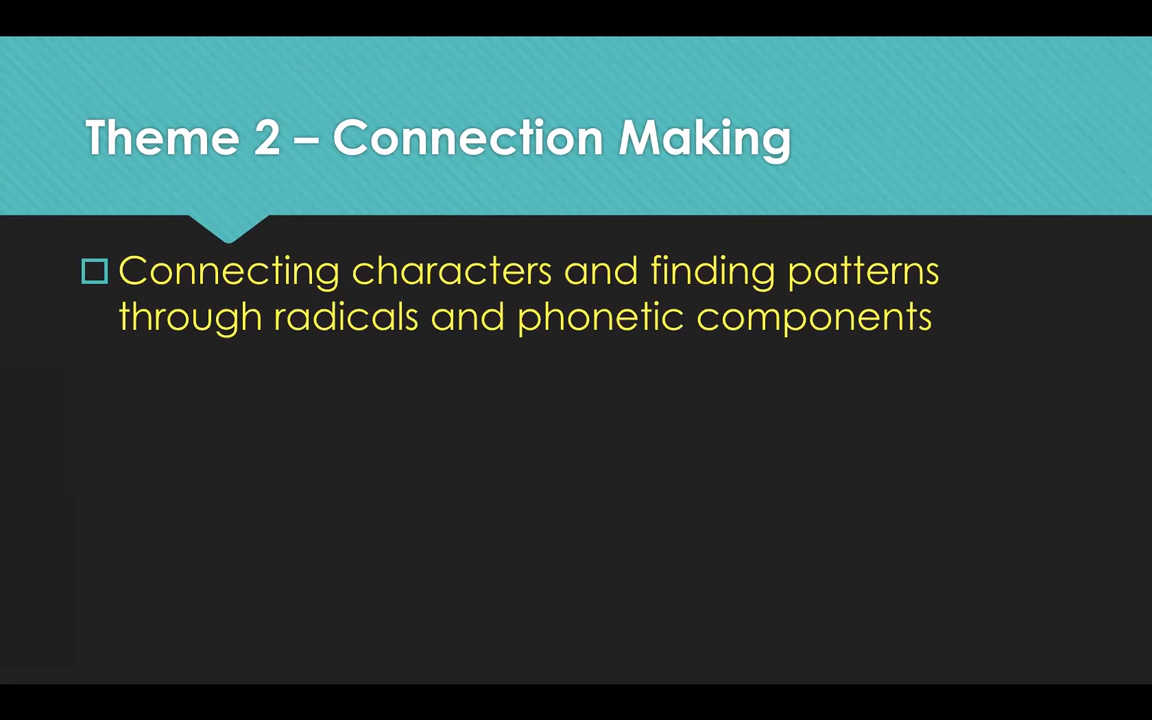 Theme 2 – Connection Making
Connecting characters and finding patterns
through radicals and phonetic components